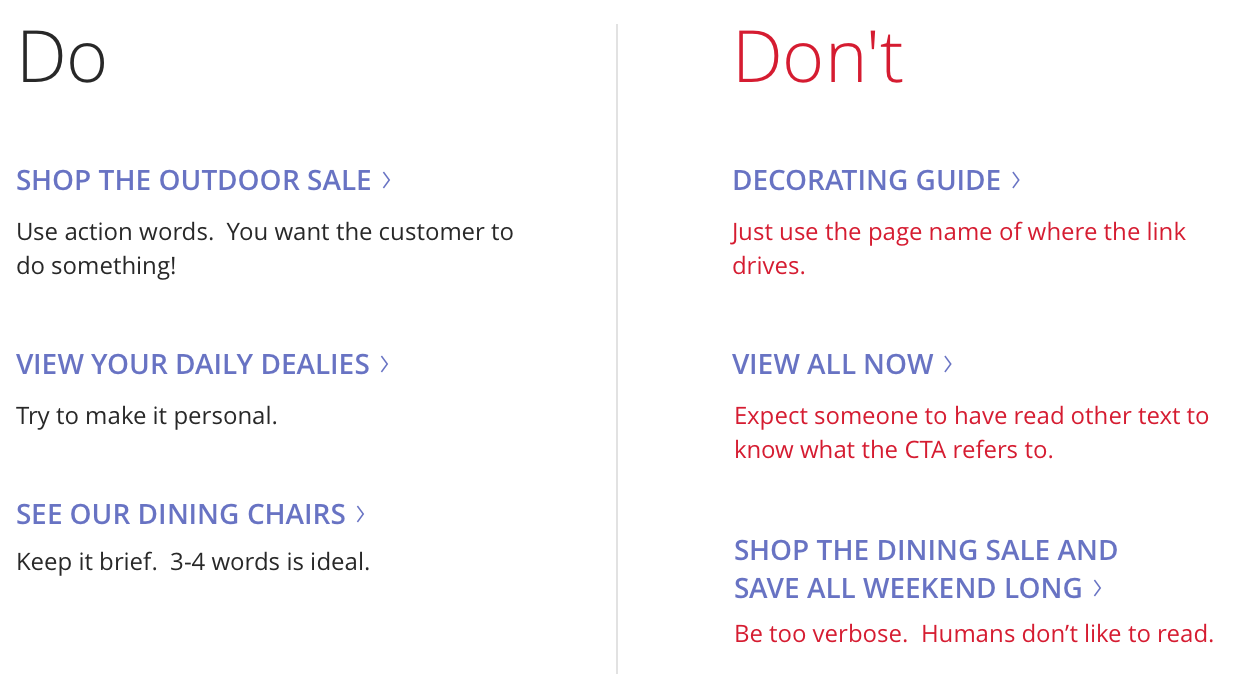 Do
SHOP THE OUTDOOR SALE >
Use action words.  You want the customer to
do something!
VIEW YOUR DAILY DEALIES >
Try to make it personal.
SEE OUR DINING CHAIRS >
Keep it brief.  3-4 words is ideal.
Don't
DECORATING GUIDE >
Just use the page name of where the link
drives.
VIEW ALL NOW >
Expect someone to have read other text to
know what the CTA refers to.
SHOP THE DINING SALE AND
SAVE ALL WEEKEND LONG >
Be too verbose.  Humans don’t like to read.